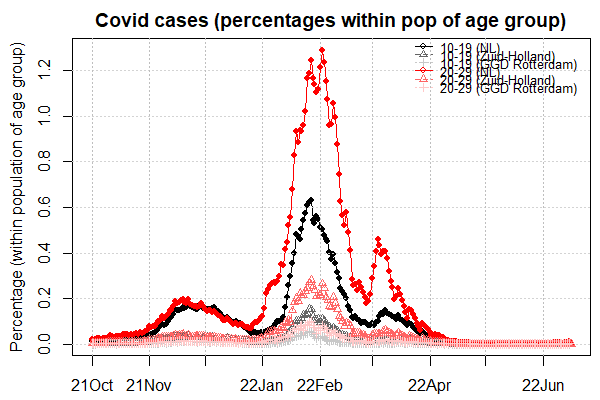 Covid cases (percentages within pop of age group)
Percentage (within population of age group)
1.2
1.0
0.8
0.6
0.4
0.2
0.0
10-19 (NL)
10-19 (Zuid-Holland)
10-19 (GGD Rotterdam)
20-29 (NL)
20-29 (Zuid-Holland)
20-29 (GGD Rotterdam)
21Oct 21Nov 22Jan 22Feb 22Apr 22Jun